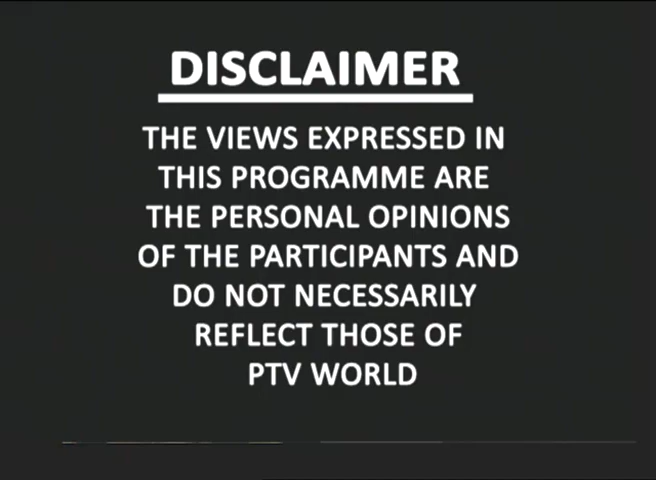 DISCLAIMER
THE VIEWS EXPRESSED IN
THIS PROGRAMME ARE
THE PERSONAL OPINIONS
OF THE PARTICIPANTS AND
DO NOT NECESSARILY
REFLECT THOSE OF
PTV WORLD